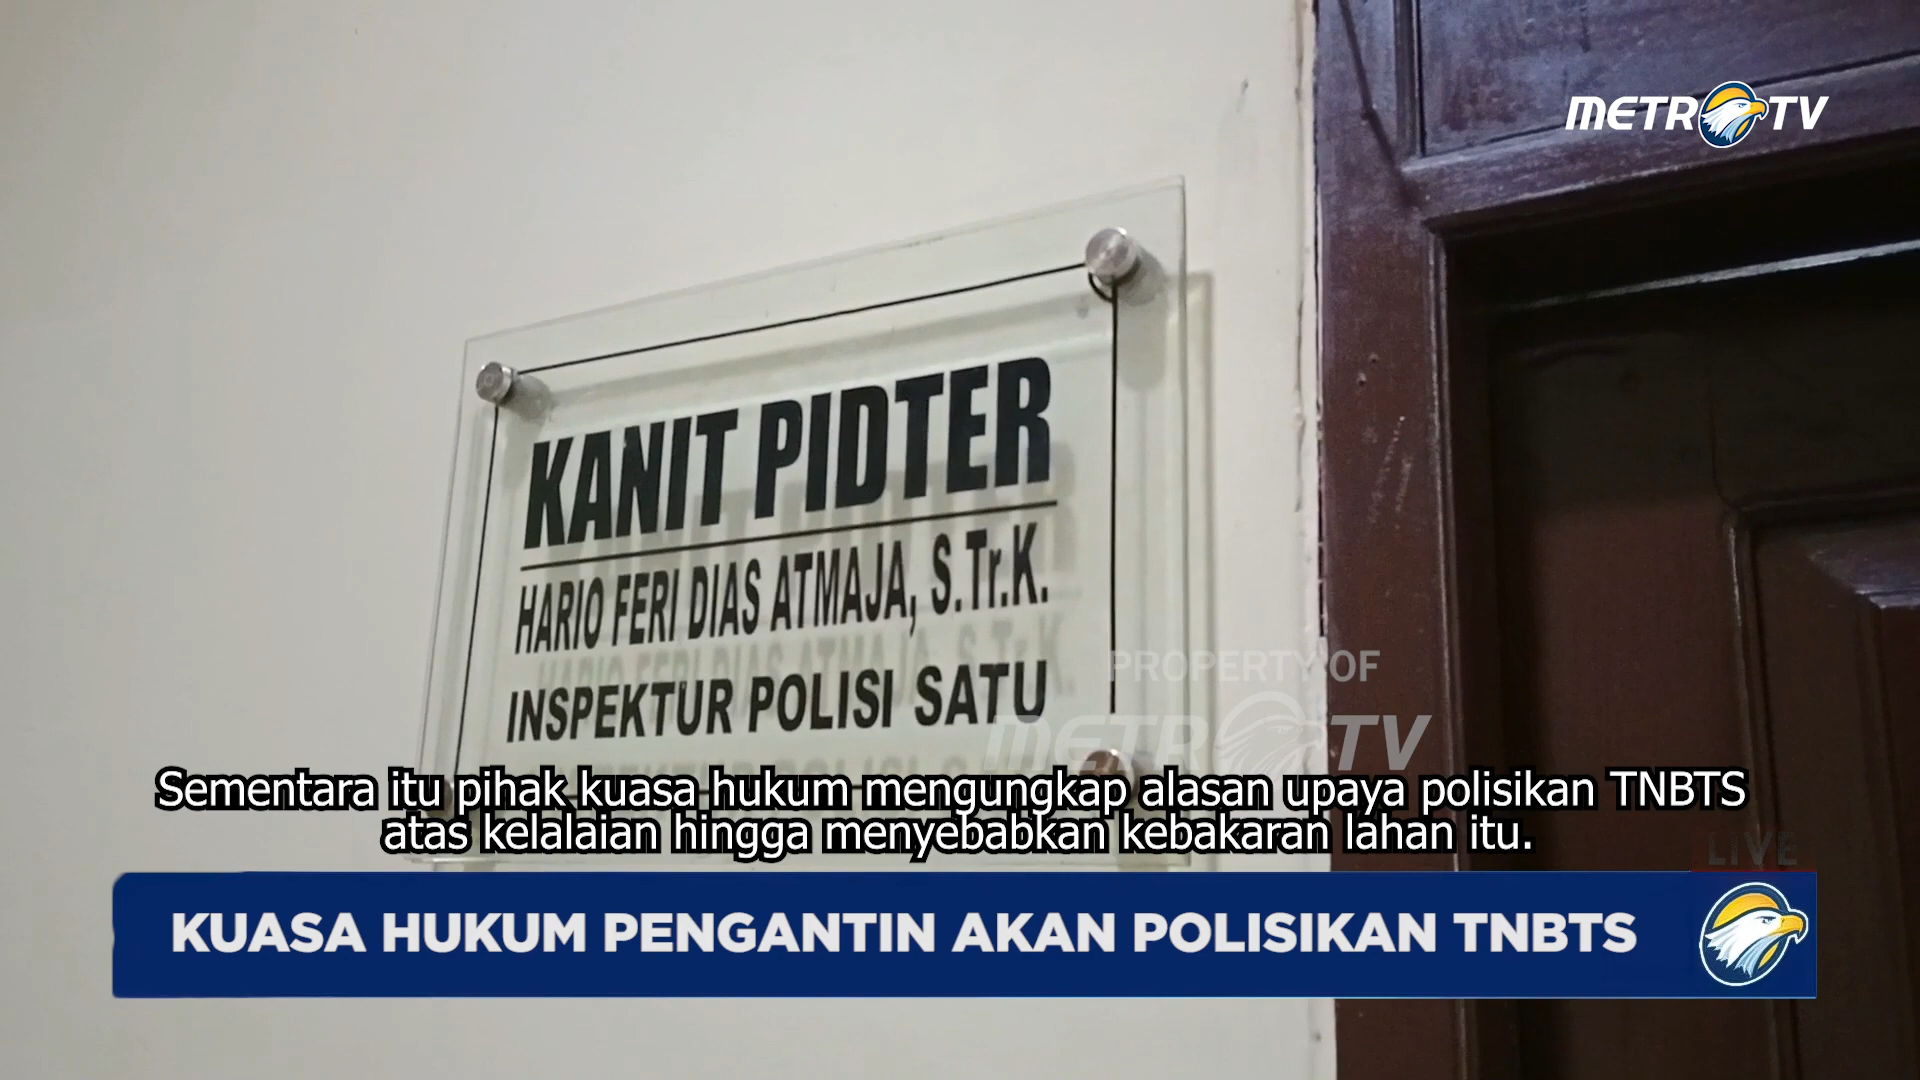 METRO TV
KANIT PIDTER
HARIO FERI DIAS ATMAJA, S.Tr.K.
INSPEKTUR POLISI SATU
PROPERTY OF
METRO TV
Sementara itu pihak kuasa hukum mengungkap alasan upaya polisikan TNBTS
atas kelalaian hingga menyebabkan kebakaran lahan itu.
LIVE
KUASA HUKUM PENGANTIN AKAN POLISIKAN TNBTS